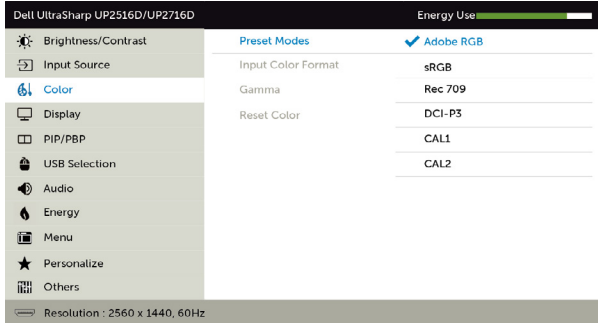 Dell UltraSharp UP2516D/UP2716D Energy Use
Brightness/Contrast Preset Modes Adobe RGB
Input Source Input Color Format sRGB
Color Gamma Rec 709
Display Reset Color DCI-P3
PIP/PBP CAL1
USB Selection CAL2
Audio
Energy
Menu
Personalize
Others
Resolution : 2560 x 1440, 60Hz